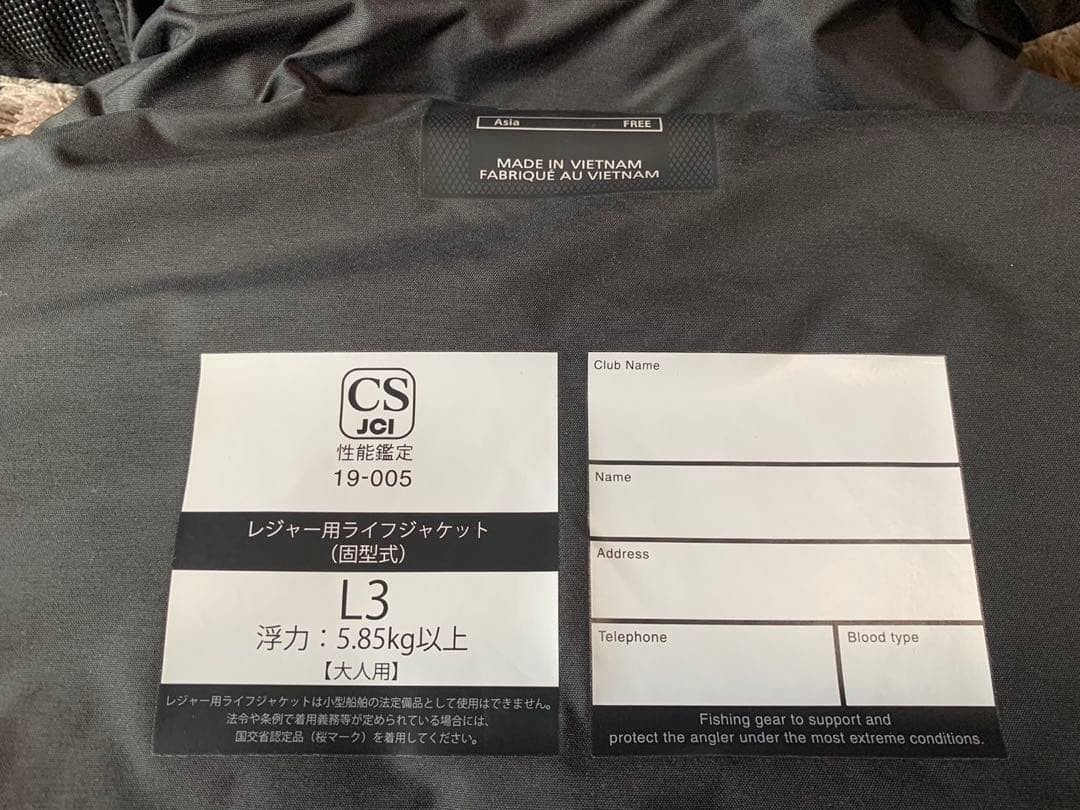 Asia FREE
MADE IN VIETNAM
FABRIQUÉ AU VIETNAM
CS
JCI
性能鑑定
19-005
レジャー用ライフジャケット
（固型式）
L3
浮力：5.85kg以上
【大人用】
レジャー用ライフジャケットは小型船舶の法定備品として使用はできません。
法令や条例で着用義務等が定められている場合には、
国交省認定品（桜マーク）を着用してください。
Club Name
Name
Address
Telephone
Blood type
Fishing gear to support and
protect the angler under the most extreme conditions.